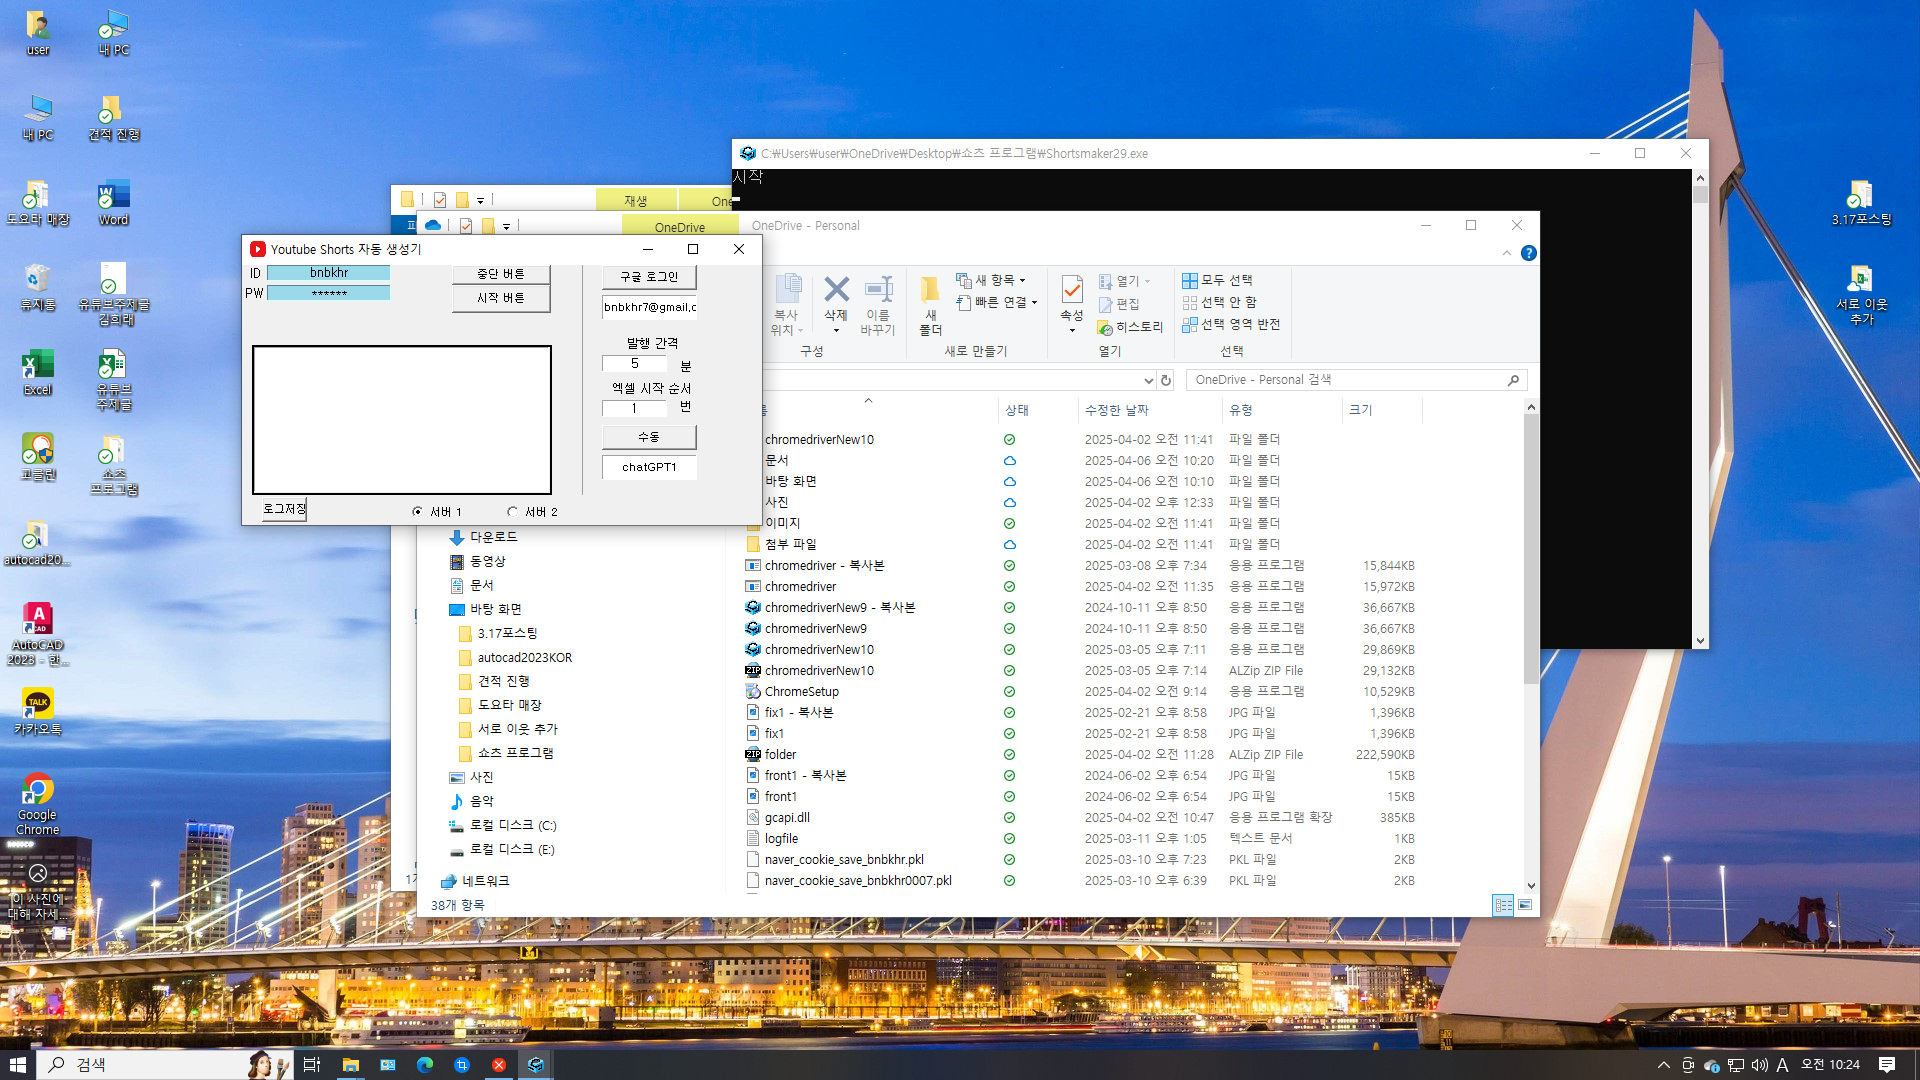 user
내 PC
내 PC
견적 진행
도요타 매장
Word
휴지통
유튜브주제글
김희래
Excel
유튜브
주제글
고클린
쇼츠
프로그램
autocad20...
AutoCAD
2023 - 한...
카카오톡
Google
Chrome
이 사진에
대해 자세...
3.17포스팅
서로 이웃
추가
C:₩Users₩user₩OneDrive₩Desktop₩쇼츠 프로그램₩Shortsmaker29.exe
시작
재생
One
OneDrive
OneDrive - Personal
Youtube Shorts 자동 생성기
ID
bnbkhr
PW
******
중단 버튼
시작 버튼
구글 로그인
bnbkhr7@gmail,c
발행 간격
5
분
엑셀 시작 순서
1
번
수동
chatGPT1
로그저장
서버 1
서버 2
복사
위치
삭제
이름
바꾸기
구성
새
폴더
새 항목
빠른 연결
새로 만들기
속성
열기
편집
히스토리
열기
모두 선택
선택 안 함
선택 영역 반전
선택
OneDrive - Personal 검색
상태
수정한 날짜
유형
크기
chromedriverNew10
2025-04-02 오전 11:41
파일 폴더
문서
2025-04-06 오전 10:20
파일 폴더
바탕 화면
2025-04-06 오전 10:10
파일 폴더
사진
2025-04-02 오후 12:33
파일 폴더
이미지
2025-04-02 오전 11:41
파일 폴더
첨부 파일
2025-04-02 오전 11:41
파일 폴더
chromedriver - 복사본
2025-03-08 오후 7:34
응용 프로그램
15,844KB
chromedriver
2025-04-02 오전 11:35
응용 프로그램
15,972KB
chromedriverNew9 - 복사본
2024-10-11 오후 8:50
응용 프로그램
36,667KB
chromedriverNew9
2024-10-11 오후 8:50
응용 프로그램
36,667KB
chromedriverNew10
2025-03-05 오후 7:11
응용 프로그램
29,869KB
chromedriverNew10
2025-03-05 오후 7:14
ALZip ZIP File
29,132KB
ChromeSetup
2025-04-02 오전 9:14
응용 프로그램
10,529KB
fix1 - 복사본
2025-02-21 오후 8:58
JPG 파일
1,396KB
fix1
2025-02-21 오후 8:58
JPG 파일
1,396KB
folder
2025-04-02 오전 11:28
ALZip ZIP File
222,590KB
front1 - 복사본
2024-06-02 오후 6:54
JPG 파일
15KB
front1
2024-06-02 오후 6:54
JPG 파일
15KB
gcapi.dll
2025-04-02 오전 10:47
응용 프로그램 확장
385KB
logfile
2025-03-11 오후 1:05
텍스트 문서
1KB
naver_cookie_save_bnbkhr.pkl
2025-03-10 오후 7:23
PKL 파일
2KB
naver_cookie_save_bnbkhr0007.pkl
2025-03-10 오후 6:39
PKL 파일
2KB
다운로드
동영상
문서
바탕 화면
3.17포스팅
autocad2023KOR
견적 진행
도요타 매장
서로 이웃 추가
쇼츠 프로그램
사진
음악
로컬 디스크 (C:)
로컬 디스크 (E:)
네트워크
38개 항목
검색
A
오전 10:24